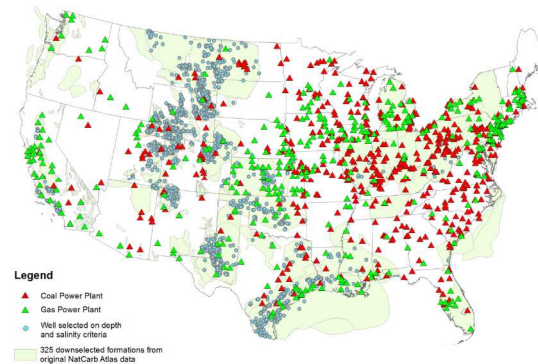 Legend
Coal Power Plant
Gas Power Plant
Well selected on depth
and salinity criteria
325 downselected formations from
original NatCarb Atlas data